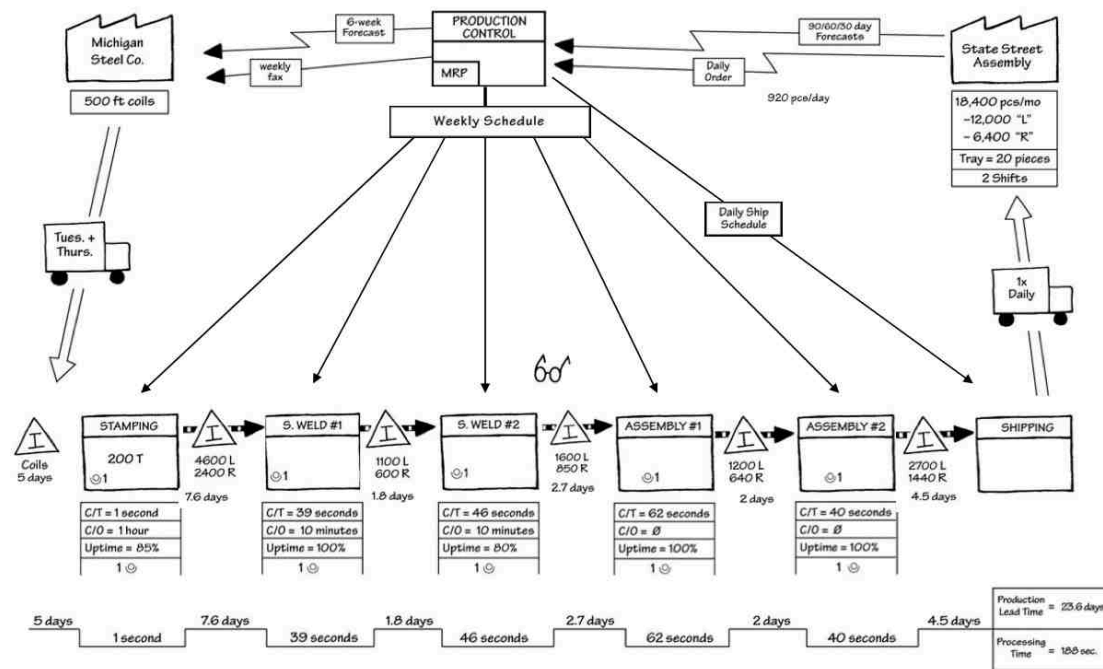 Michigan
Steel Co.
500 ft coils
6-week
Forecast
weekly
fax
PRODUCTION
CONTROL
MRP
Weekly Schedule
90/60/30 day
Forecasts
Daily
Order
920 pcs/day
State Street
Assembly
18,400 pcs/mo
-12,000 "L"
- 6,400 "R"
Tray = 20 pieces
2 Shifts
Tues. +
Thurs.
Daily Ship
Schedule
1x
Daily
I
Coils
5 days
STAMPING
200 T
1
C/T = 1 second
C/O = 1 hour
Uptime = 85%
1
I
4600 L
2400 R
7.6 days
S. WELD #1
1
C/T = 39 seconds
C/O = 10 minutes
Uptime = 100%
1
I
1100 L
600 R
1.8 days
S. WELD #2
1
C/T = 46 seconds
C/O = 10 minutes
Uptime = 80%
1
I
1600 L
850 R
2.7 days
ASSEMBLY #1
1
C/T = 62 seconds
C/O = Ø
Uptime = 100%
1
I
1200 L
640 R
2 days
ASSEMBLY #2
1
C/T = 40 seconds
C/O = Ø
Uptime = 100%
1
I
2700 L
1440 R
4.5 days
SHIPPING
5 days
1 second
7.6 days
39 seconds
1.8 days
46 seconds
2.7 days
62 seconds
2 days
40 seconds
4.5 days
Production
Lead Time = 23.6 days
Processing
Time = 188 sec.